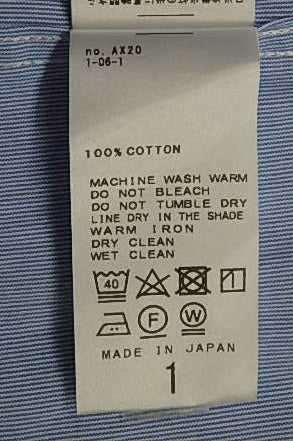 no. AX20
1-06-1
100% COTTON
MACHINE WASH WARM
DO NOT BLEACH
DO NOT TUMBLE DRY
LINE DRY IN THE SHADE
WARM IRON
DRY CLEAN
WET CLEAN
40
F W
MADE IN JAPAN
1